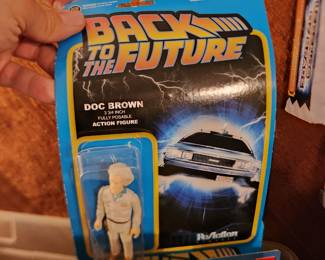 BACK
TO THE
FUTURE
DOC BROWN
3 3/4 INCH
FULLY POSABLE
ACTION FIGURE
ReAction